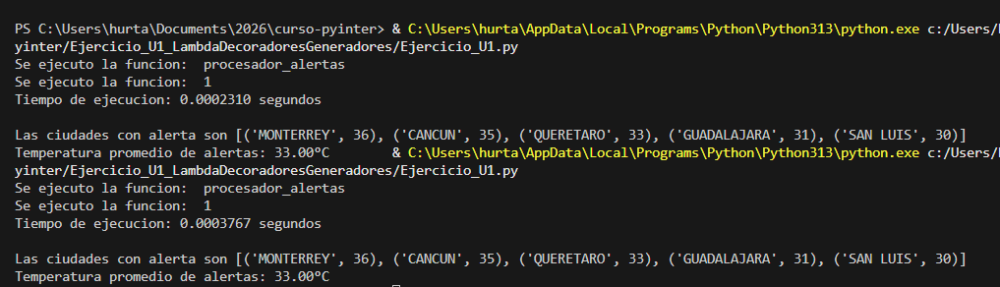 PS C:\Users\hurta\Documents\2026\curso-pyinter> & C:\Users\hurta\AppData\Local\Programs\Python\Python313\python.exe c:/Users/
yinter/Ejercicio_U1_LambdaDecoradoresGeneradores/Ejercicio_U1.py
Se ejecuto la funcion:  procesador_alertas
Se ejecuto la funcion:  1
Tiempo de ejecucion: 0.0002310 segundos

Las ciudades con alerta son [('MONTERREY', 36), ('CANCUN', 35), ('QUERETARO', 33), ('GUADALAJARA', 31), ('SAN LUIS', 30)]
Temperatura promedio de alertas: 33.00°C        & C:\Users\hurta\AppData\Local\Programs\Python\Python313\python.exe c:/Users/
yinter/Ejercicio_U1_LambdaDecoradoresGeneradores/Ejercicio_U1.py
Se ejecuto la funcion:  procesador_alertas
Se ejecuto la funcion:  1
Tiempo de ejecucion: 0.0003767 segundos

Las ciudades con alerta son [('MONTERREY', 36), ('CANCUN', 35), ('QUERETARO', 33), ('GUADALAJARA', 31), ('SAN LUIS', 30)]
Temperatura promedio de alertas: 33.00°C